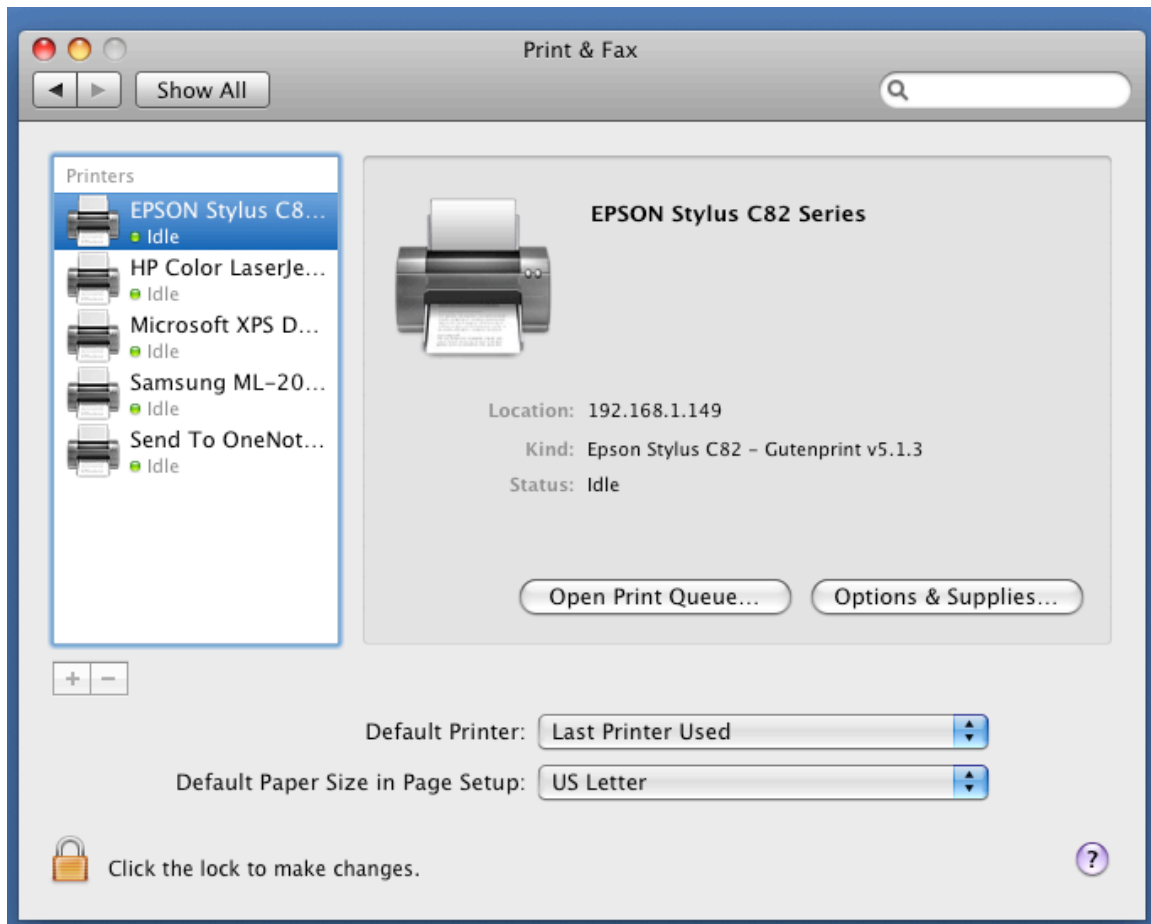 Print & Fax
Show All
Printers
EPSON Stylus C8...
Idle
HP Color LaserJe...
Idle
Microsoft XPS D...
Idle
Samsung ML-20...
Idle
Send To OneNot...
Idle
EPSON Stylus C82 Series
Location: 192.168.1.149
Kind: Epson Stylus C82 – Gutenprint v5.1.3
Status: Idle
Open Print Queue...
Options & Supplies...
+ −
Default Printer: Last Printer Used
Default Paper Size in Page Setup: US Letter
Click the lock to make changes.
?